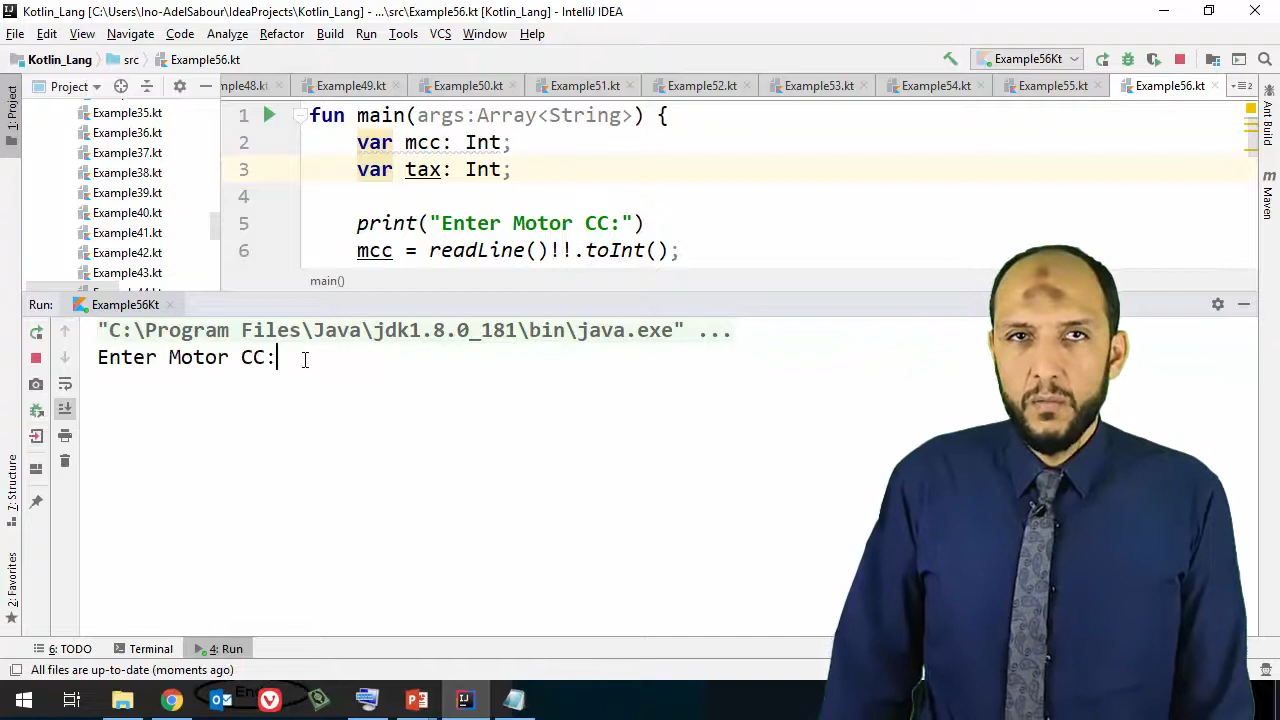 Kotlin_Lang [C:\Users\Ino-AdelSabour\IdeaProjects\Kotlin_Lang] - ...\src\Example56.kt [Kotlin_Lang] - IntelliJ IDEA
File Edit View Navigate Code Analyze Refactor Build Run Tools VCS Window Help
Kotlin_Lang src Example56.kt Example56Kt
1: Project
Project
mple48.kt Example49.kt Example50.kt Example51.kt Example52.kt Example53.kt Example54.kt Example55.kt Example56.kt
Example35.kt
Example36.kt
Example37.kt
Example38.kt
Example39.kt
Example40.kt
Example41.kt
Example42.kt
Example43.kt
1 fun main(args:Array<String>) {
2 var mcc: Int;
3 var tax: Int;
4
5 print("Enter Motor CC:")
6 mcc = readLine()!!.toInt();
main()
Ant Build
Maven
Run: Example56Kt
"C:\Program Files\Java\jdk1.8.0_181\bin\java.exe" ...
Enter Motor CC:
7: Structure
2: Favorites
6: TODO Terminal 4: Run
All files are up-to-date (moments ago)